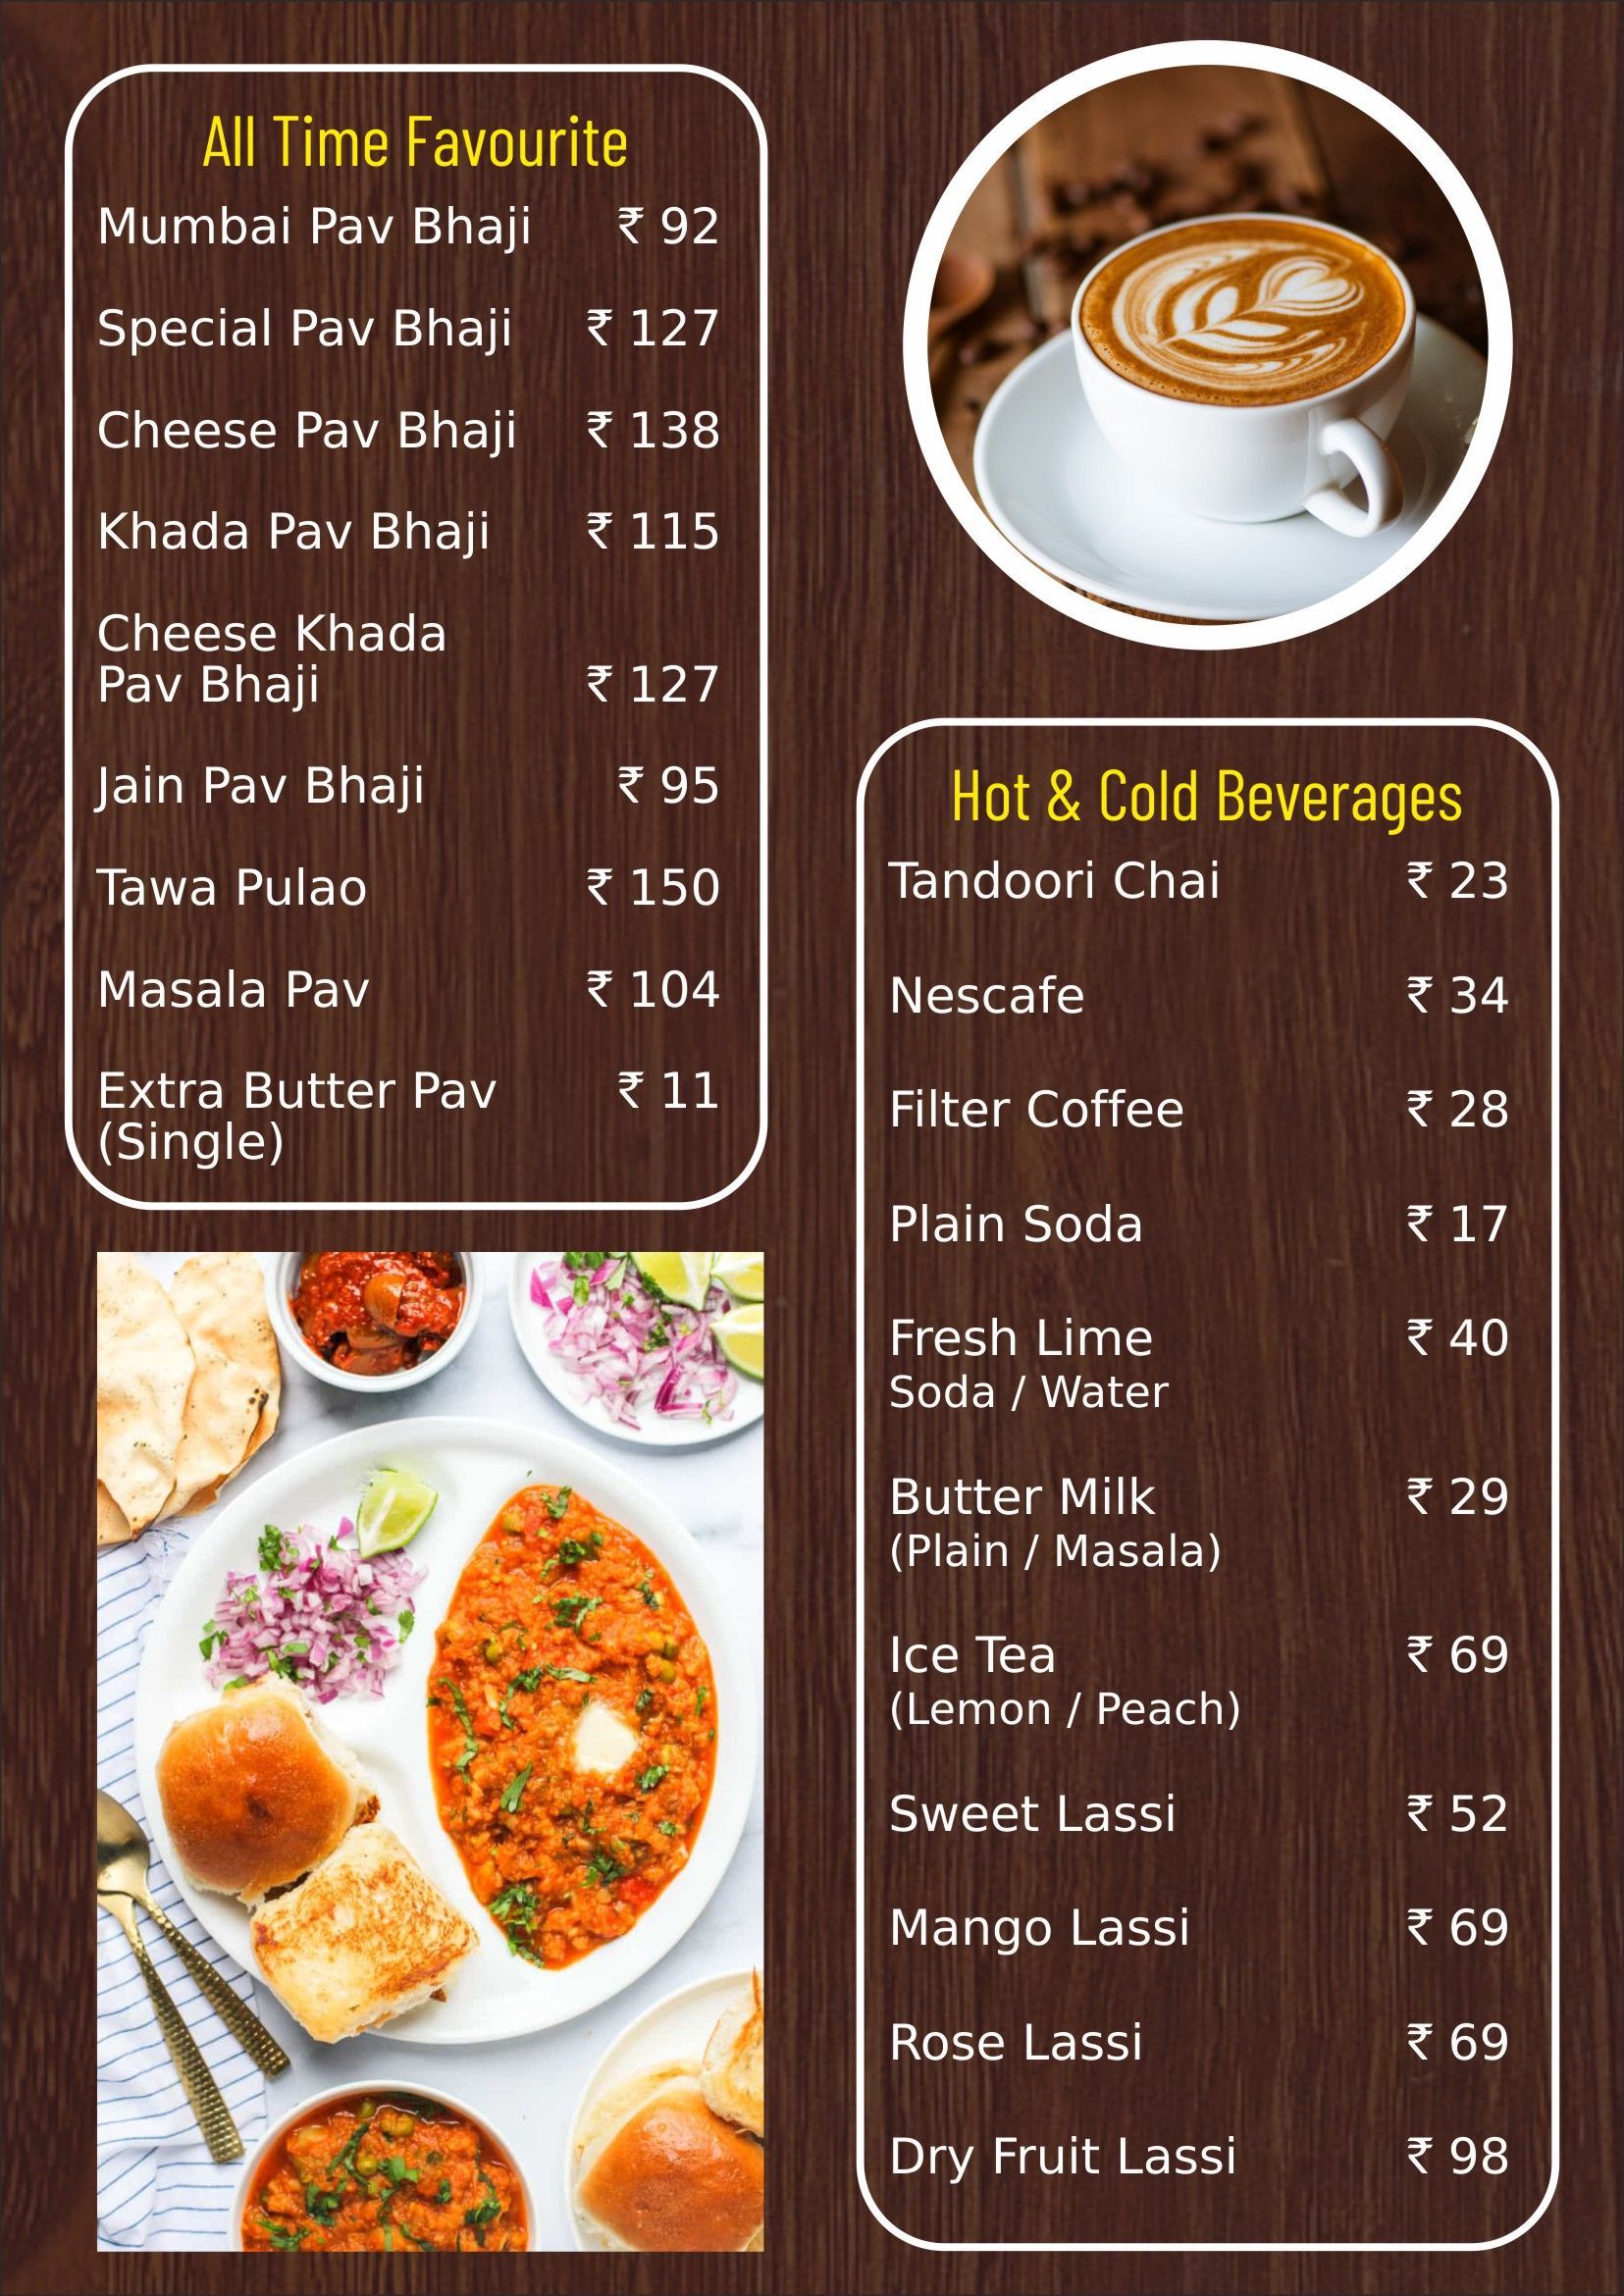 All Time Favourite
Mumbai Pav Bhaji ₹ 92
Special Pav Bhaji ₹ 127
Cheese Pav Bhaji ₹ 138
Khada Pav Bhaji ₹ 115
Cheese Khada
Pav Bhaji ₹ 127
Jain Pav Bhaji ₹ 95
Tawa Pulao ₹ 150
Masala Pav ₹ 104
Extra Butter Pav ₹ 11
(Single)
Hot & Cold Beverages
Tandoori Chai ₹ 23
Nescafe ₹ 34
Filter Coffee ₹ 28
Plain Soda ₹ 17
Fresh Lime ₹ 40
Soda / Water
Butter Milk ₹ 29
(Plain / Masala)
Ice Tea ₹ 69
(Lemon / Peach)
Sweet Lassi ₹ 52
Mango Lassi ₹ 69
Rose Lassi ₹ 69
Dry Fruit Lassi ₹ 98